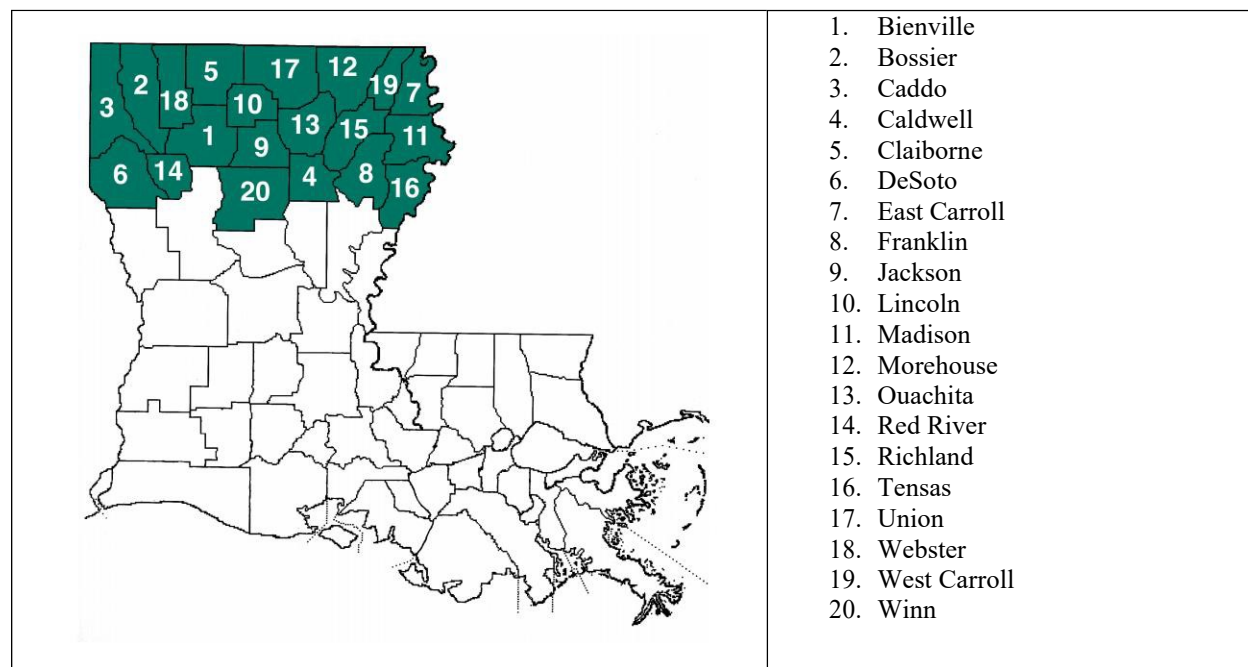 5
17
12
2
19
7
18
3
10
1
13
15
11
9
14
6
4
8
16
20
1. Bienville
2. Bossier
3. Caddo
4. Caldwell
5. Claiborne
6. DeSoto
7. East Carroll
8. Franklin
9. Jackson
10. Lincoln
11. Madison
12. Morehouse
13. Ouachita
14. Red River
15. Richland
16. Tensas
17. Union
18. Webster
19. West Carroll
20. Winn